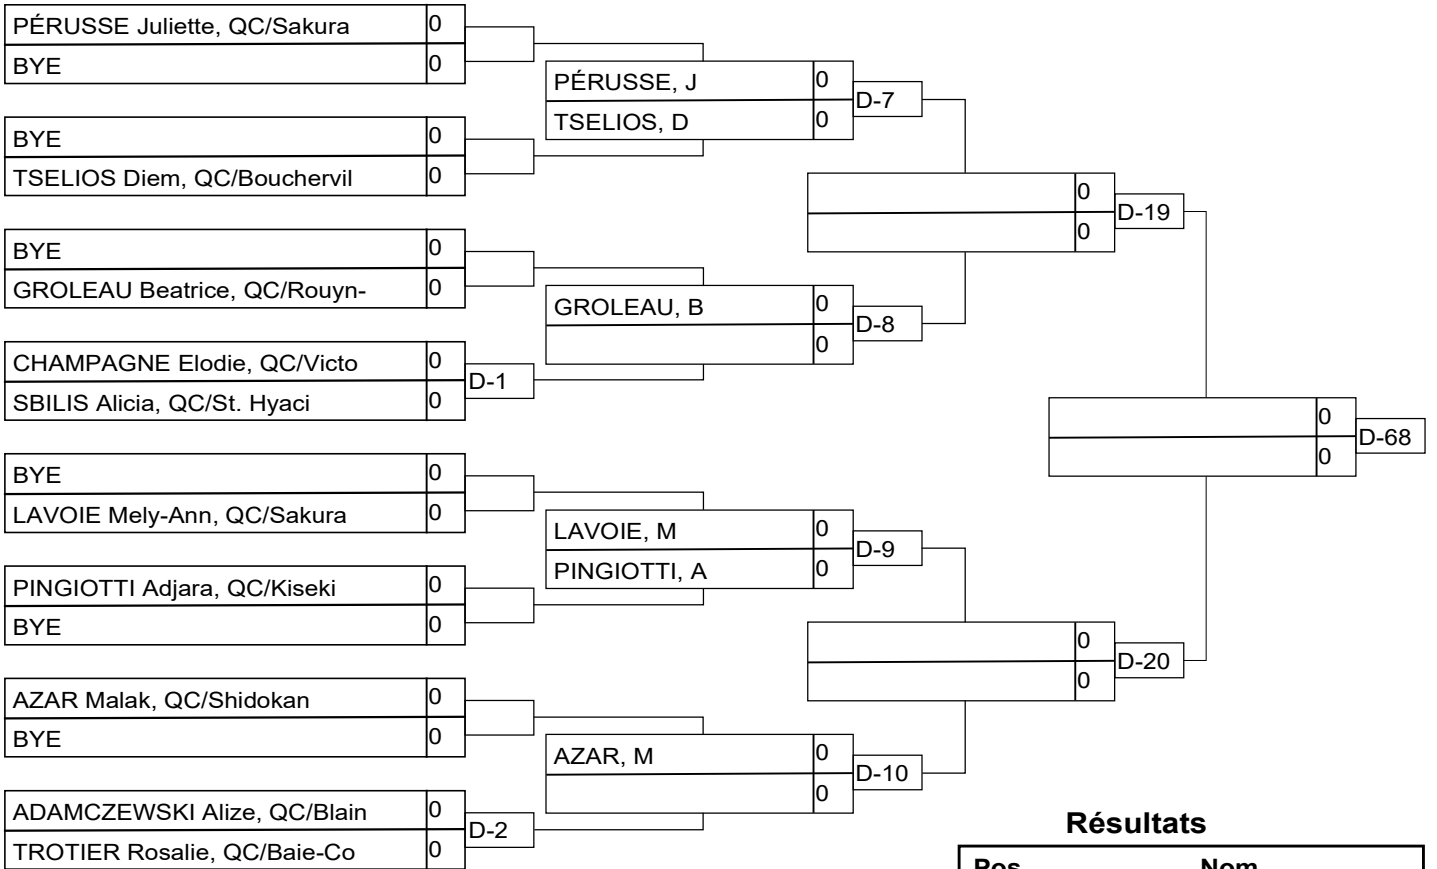 PÉRUSSE Juliette, QC/Sakura 0
BYE 0
BYE 0
TSELIOS Diem, QC/Bouchervil 0
BYE 0
GROLEAU Beatrice, QC/Rouyn- 0
CHAMPAGNE Elodie, QC/Victo 0
SBILIS Alicia, QC/St. Hyaci 0
D-1
BYE 0
LAVOIE Mely-Ann, QC/Sakura 0
PINGIOTTI Adjara, QC/Kiseki 0
BYE 0
AZAR Malak, QC/Shidokan 0
BYE 0
ADAMCZEWSKI Alize, QC/Blain 0
TROTIER Rosalie, QC/Baie-Co 0
D-2
PÉRUSSE, J 0
TSELIOS, D 0
D-7
GROLEAU, B 0
0
D-8
LAVOIE, M 0
PINGIOTTI, A 0
D-9
AZAR, M 0
0
D-10
0
0
D-19
0
0
D-20
0
0
D-68
Résultats
Pos Nom